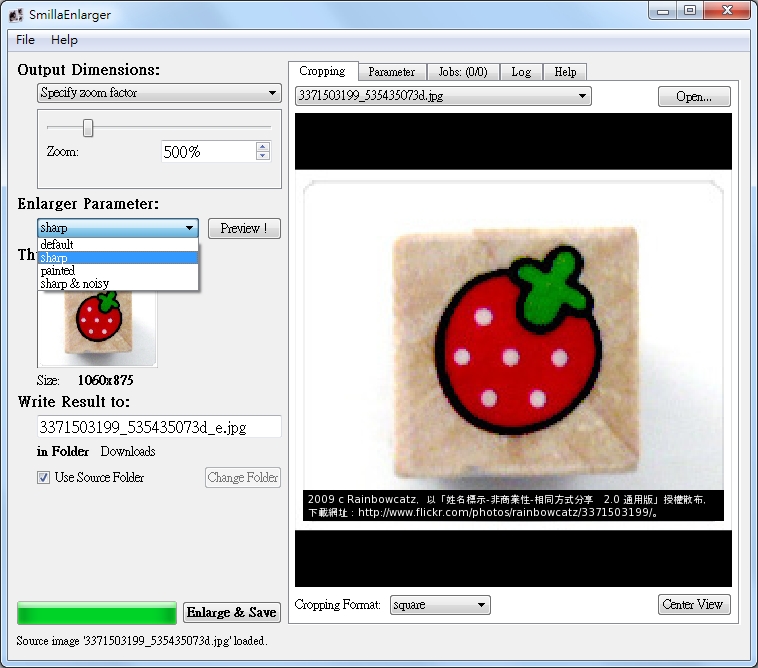 SmillaEnlarger
File Help
Output Dimensions:
Specify zoom factor
Zoom: 500%
Enlarger Parameter:
sharp Preview !
default
sharp
painted
sharp & noisy
Th
Size: 1060x875
Write Result to:
3371503199_535435073d_e.jpg
in Folder Downloads
Use Source Folder Change Folder
Enlarge & Save
Source image '3371503199_535435073d.jpg' loaded.
Cropping Parameter Jobs: (0/0) Log Help
3371503199_535435073d.jpg Open...
2009 c Rainbowcatz，以「姓名標示-非商業性-相同方式分享 2.0 通用版」授權散布，
下載網址：http://www.flickr.com/photos/rainbowcatz/3371503199/。
Cropping Format: square Center View